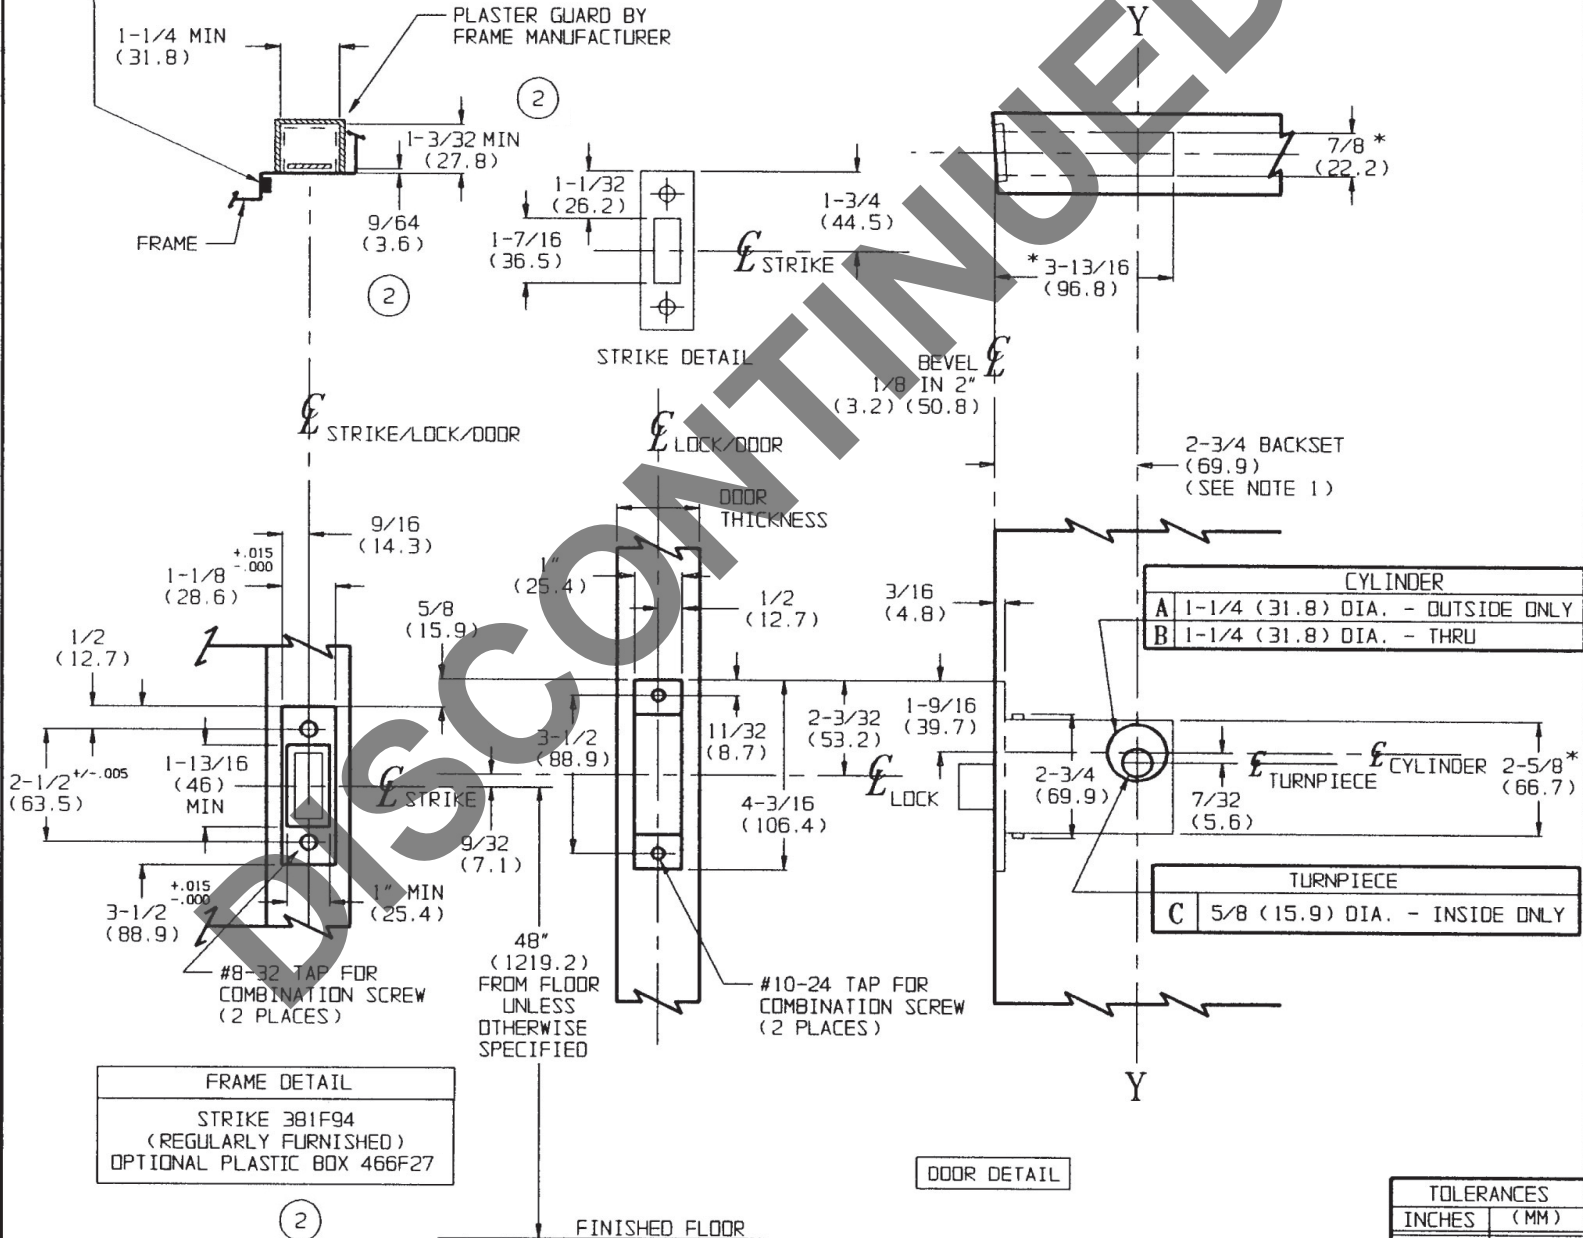 1-1/4 MIN
(31.8)
PLASTER GUARD BY
FRAME MANUFACTURER
2
1-3/32 MIN
(27.8)
9/64
(3.6)
FRAME
2
1-1/32
(26.2)
1-7/16
(36.5)
1-3/4
(44.5)
℄ STRIKE
STRIKE DETAIL
Y
7/8 *
(22.2)
* 3-13/16
(96.8)
BEVEL
1/8 IN 2"
(3.2) (50.8)
℄
2-3/4 BACKSET
(69.9)
(SEE NOTE 1)
℄ STRIKE/LOCK/DOOR
℄ LOCK/DOOR
DOOR
THICKNESS
9/16
(14.3)
1-1/8 +.015 -.000
(28.6)
1/2
(12.7)
2-1/2 +/-.005
(63.5)
1-13/16
(46)
MIN
3-1/2 +.015 -.000
(88.9)
1" MIN
(25.4)
#8-32 TAP FOR
COMBINATION SCREW
(2 PLACES)
5/8
(15.9)
℄ STRIKE
9/32
(7.1)
1"
(25.4)
1/2
(12.7)
3-1/2
(88.9)
11/32
(8.7)
2-3/32
(53.2)
4-3/16
(106.4)
℄ LOCK
48"
(1219.2)
FROM FLOOR
UNLESS
OTHERWISE
SPECIFIED
#10-24 TAP FOR
COMBINATION SCREW
(2 PLACES)
3/16
(4.8)
1-9/16
(39.7)
2-3/4
(69.9)
CYLINDER
A 1-1/4 (31.8) DIA. - OUTSIDE ONLY
B 1-1/4 (31.8) DIA. - THRU
℄ TURNPIECE
℄ CYLINDER
2-5/8*
(66.7)
7/32
(5.6)
TURNPIECE
C 5/8 (15.9) DIA. - INSIDE ONLY
Y
FRAME DETAIL
STRIKE 381F94
(REGULARLY FURNISHED)
OPTIONAL PLASTIC BOX 466F27
2
DOOR DETAIL
FINISHED FLOOR
TOLERANCES
INCHES (MM)
DISCONTINUED